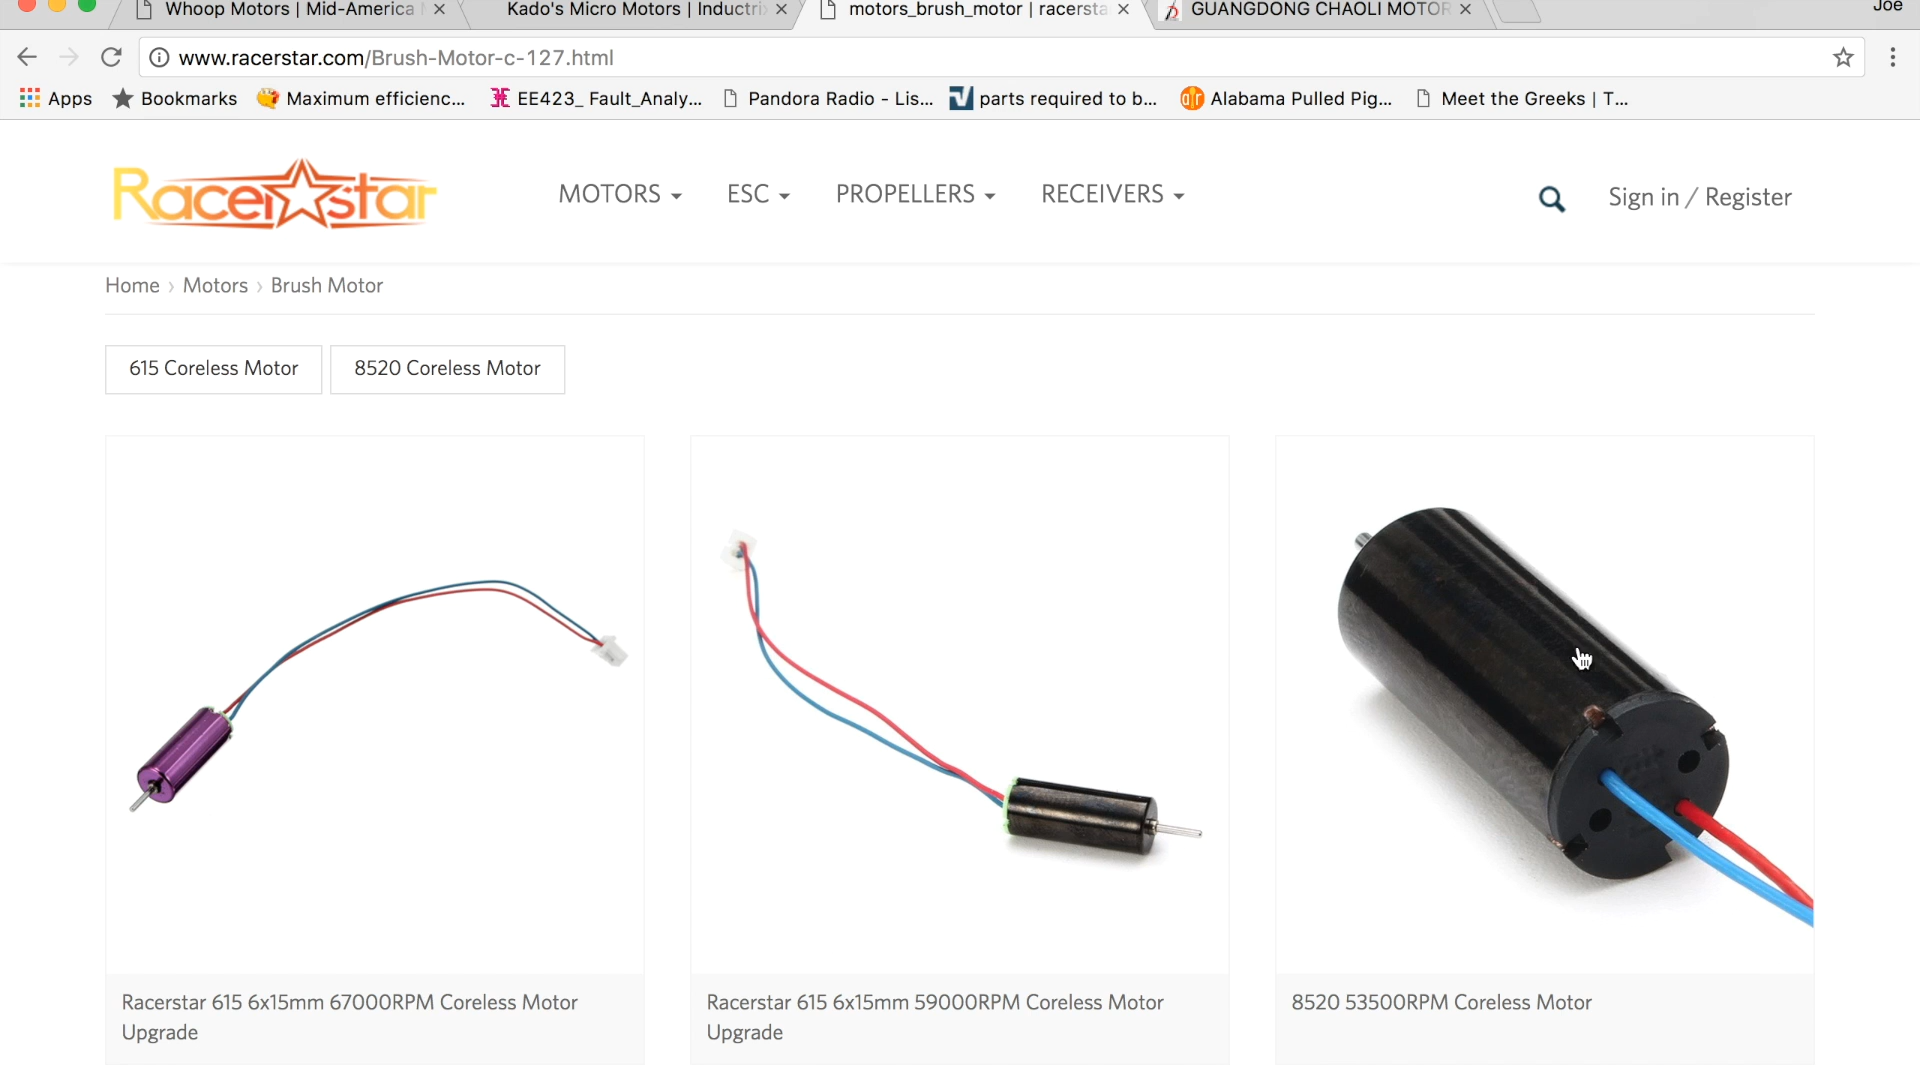 Whoop Motors | Mid-America
Kado's Micro Motors | Inductrix
motors_brush_motor | racersta
GUANGDONG CHAOLI MOTOR
Joe
www.racerstar.com/Brush-Motor-c-127.html
Apps
Bookmarks
Maximum efficienc...
EE423_ Fault_Analy...
Pandora Radio - Lis...
parts required to b...
Alabama Pulled Pig...
Meet the Greeks | T...
Racerstar
MOTORS
ESC
PROPELLERS
RECEIVERS
Sign in / Register
Home › Motors › Brush Motor
615 Coreless Motor
8520 Coreless Motor
Racerstar 615 6x15mm 67000RPM Coreless Motor
Upgrade
Racerstar 615 6x15mm 59000RPM Coreless Motor
Upgrade
8520 53500RPM Coreless Motor